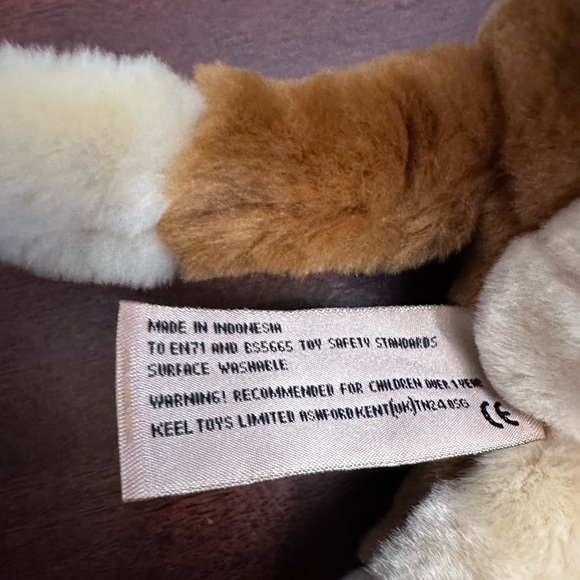 MADE IN INDONESIA
TO EN71 AND BS5665 TOY SAFETY STANDARDS
SURFACE WASHABLE
WARNING! RECOMMENDED FOR CHILDREN OVER 1 YEAR
KEEL TOYS LIMITED ASHFORD KENT(UK)TN24 0SG CE